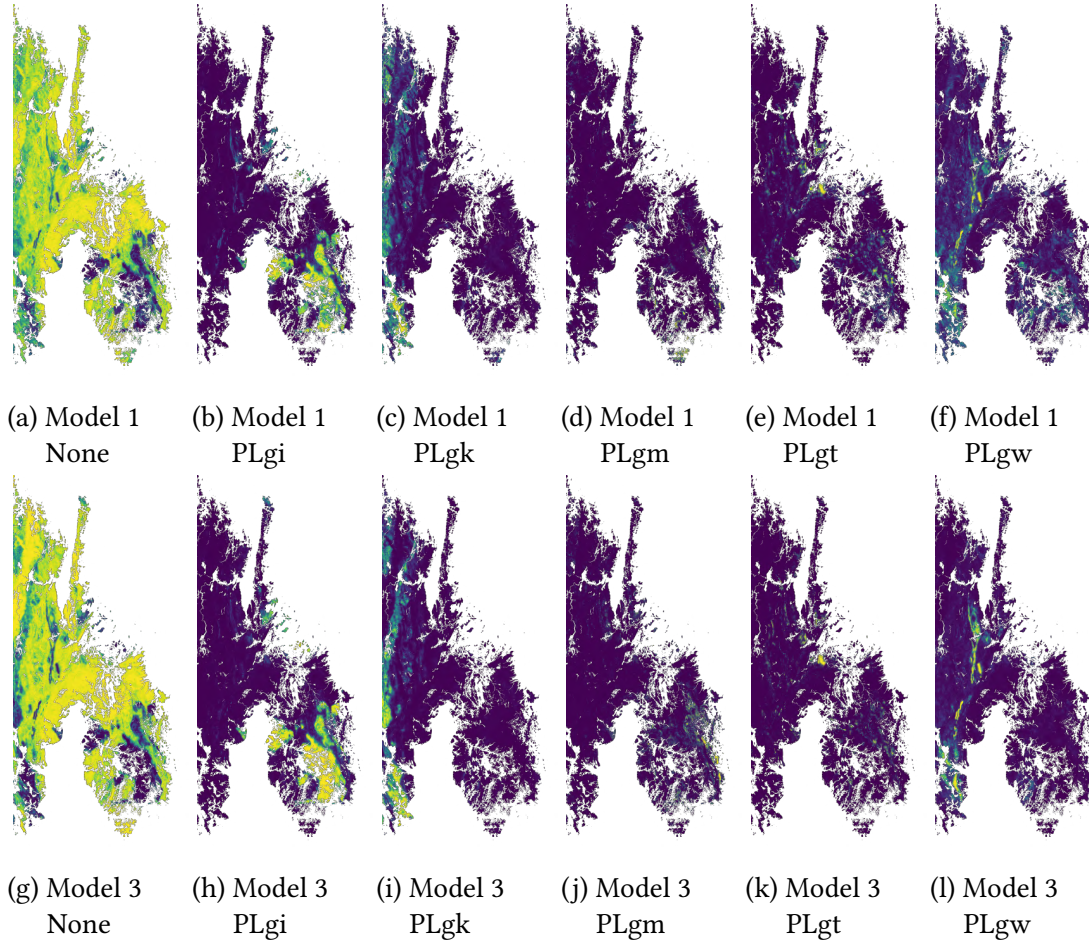 (a) Model 1
None
(b) Model 1
PLgi
(c) Model 1
PLgk
(d) Model 1
PLgm
(e) Model 1
PLgt
(f) Model 1
PLgw
(g) Model 3
None
(h) Model 3
PLgi
(i) Model 3
PLgk
(j) Model 3
PLgm
(k) Model 3
PLgt
(l) Model 3
PLgw